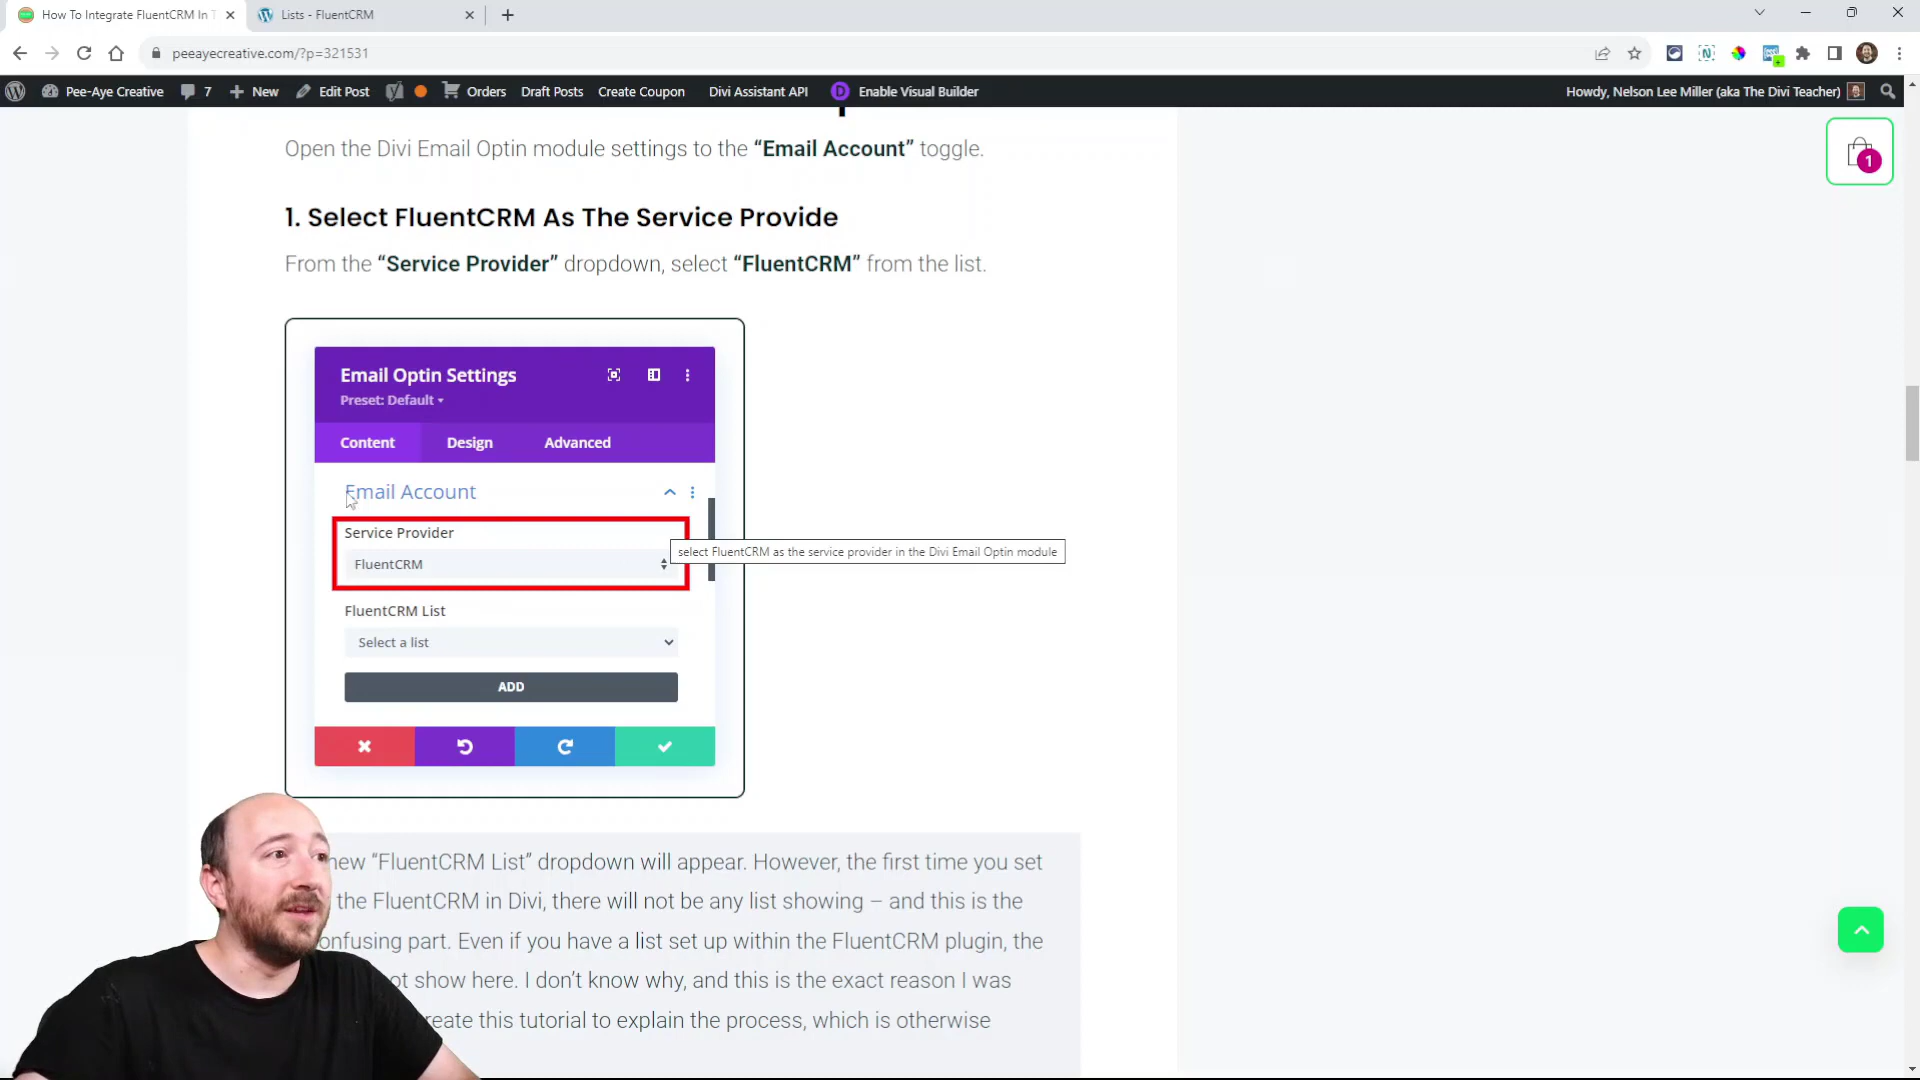 How To Integrate FluentCRM In T
Lists - FluentCRM
peeayecreative.com/?p=321531
Pee-Aye Creative
7
New
Edit Post
Orders
Draft Posts
Create Coupon
Divi Assistant API
D
Enable Visual Builder
Howdy, Nelson Lee Miller (aka The Divi Teacher)
Open the Divi Email Optin module settings to the “Email Account” toggle.
1
1. Select FluentCRM As The Service Provide
From the “Service Provider” dropdown, select “FluentCRM” from the list.
Email Optin Settings
Preset: Default
Content
Design
Advanced
Email Account
Service Provider
FluentCRM
select FluentCRM as the service provider in the Divi Email Optin module
FluentCRM List
Select a list
ADD
new “FluentCRM List” dropdown will appear. However, the first time you set
the FluentCRM in Divi, there will not be any list showing – and this is the
onfusing part. Even if you have a list set up within the FluentCRM plugin, the
ot show here. I don’t know why, and this is the exact reason I was
reate this tutorial to explain the process, which is otherwise